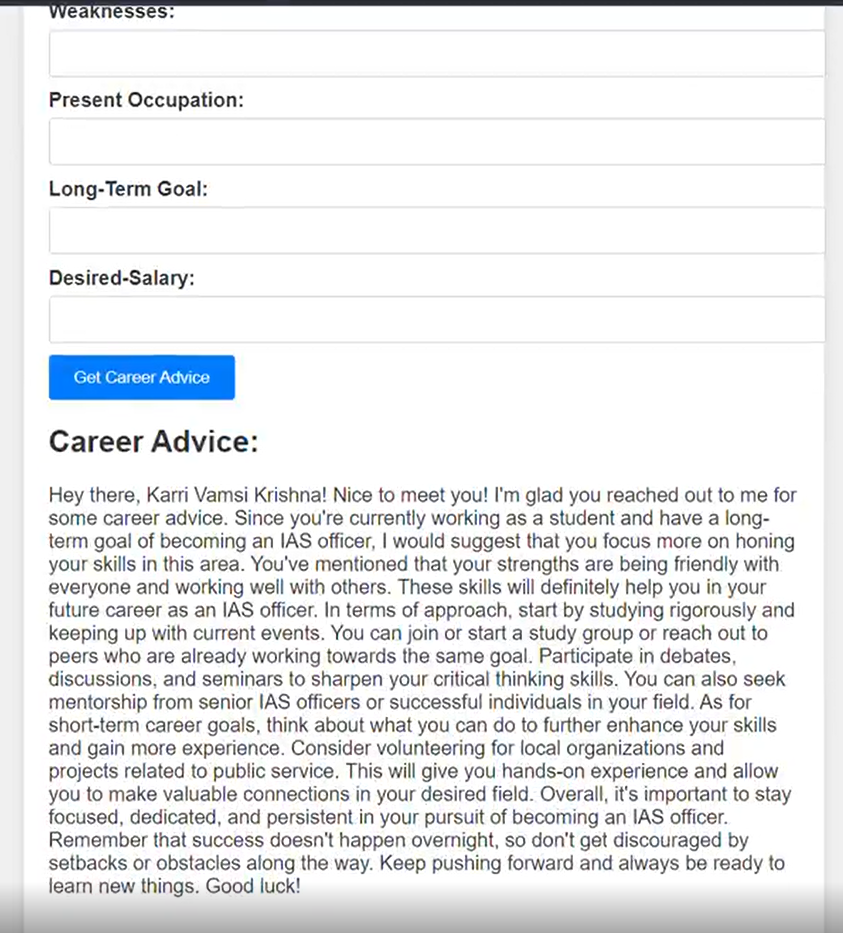 Weaknesses:
Present Occupation:
Long-Term Goal:
Desired-Salary:
Get Career Advice
Career Advice:
Hey there, Karri Vamsi Krishna! Nice to meet you! I'm glad you reached out to me for
some career advice. Since you're currently working as a student and have a long-
term goal of becoming an IAS officer, I would suggest that you focus more on honing
your skills in this area. You've mentioned that your strengths are being friendly with
everyone and working well with others. These skills will definitely help you in your
future career as an IAS officer. In terms of approach, start by studying rigorously and
keeping up with current events. You can join or start a study group or reach out to
peers who are already working towards the same goal. Participate in debates,
discussions, and seminars to sharpen your critical thinking skills. You can also seek
mentorship from senior IAS officers or successful individuals in your field. As for
short-term career goals, think about what you can do to further enhance your skills
and gain more experience. Consider volunteering for local organizations and
projects related to public service. This will give you hands-on experience and allow
you to make valuable connections in your desired field. Overall, it's important to stay
focused, dedicated, and persistent in your pursuit of becoming an IAS officer.
Remember that success doesn't happen overnight, so don't get discouraged by
setbacks or obstacles along the way. Keep pushing forward and always be ready to
learn new things. Good luck!